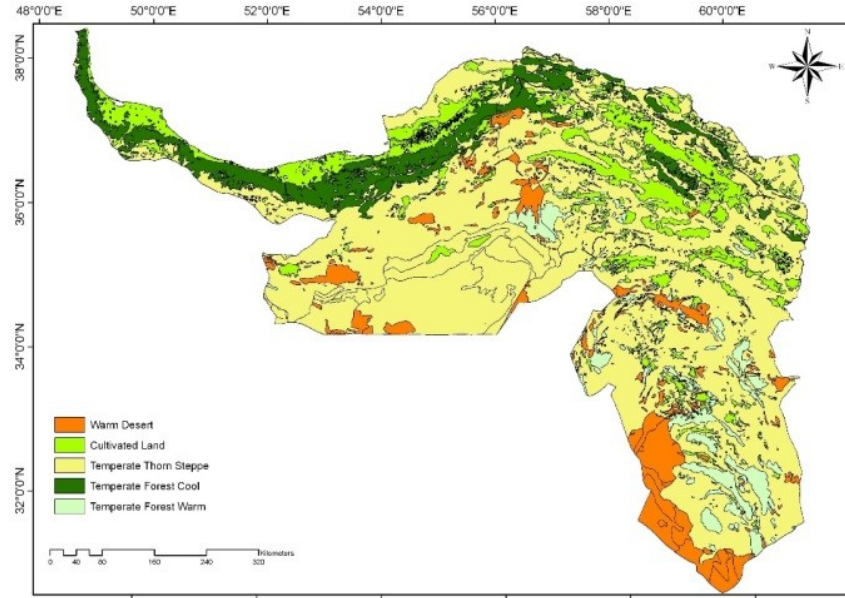 48°0'0"E 50°0'0"E 52°0'0"E 54°0'0"E 56°0'0"E 58°0'0"E 60°0'0"E
N
W E
S
38°0'0"N
36°0'0"N
34°0'0"N
32°0'0"N
Warm Desert
Cultivated Land
Temperate Thorn Steppe
Temperate Forest Cool
Temperate Forest Warm
Kilometers
0 40 80 160 240 320